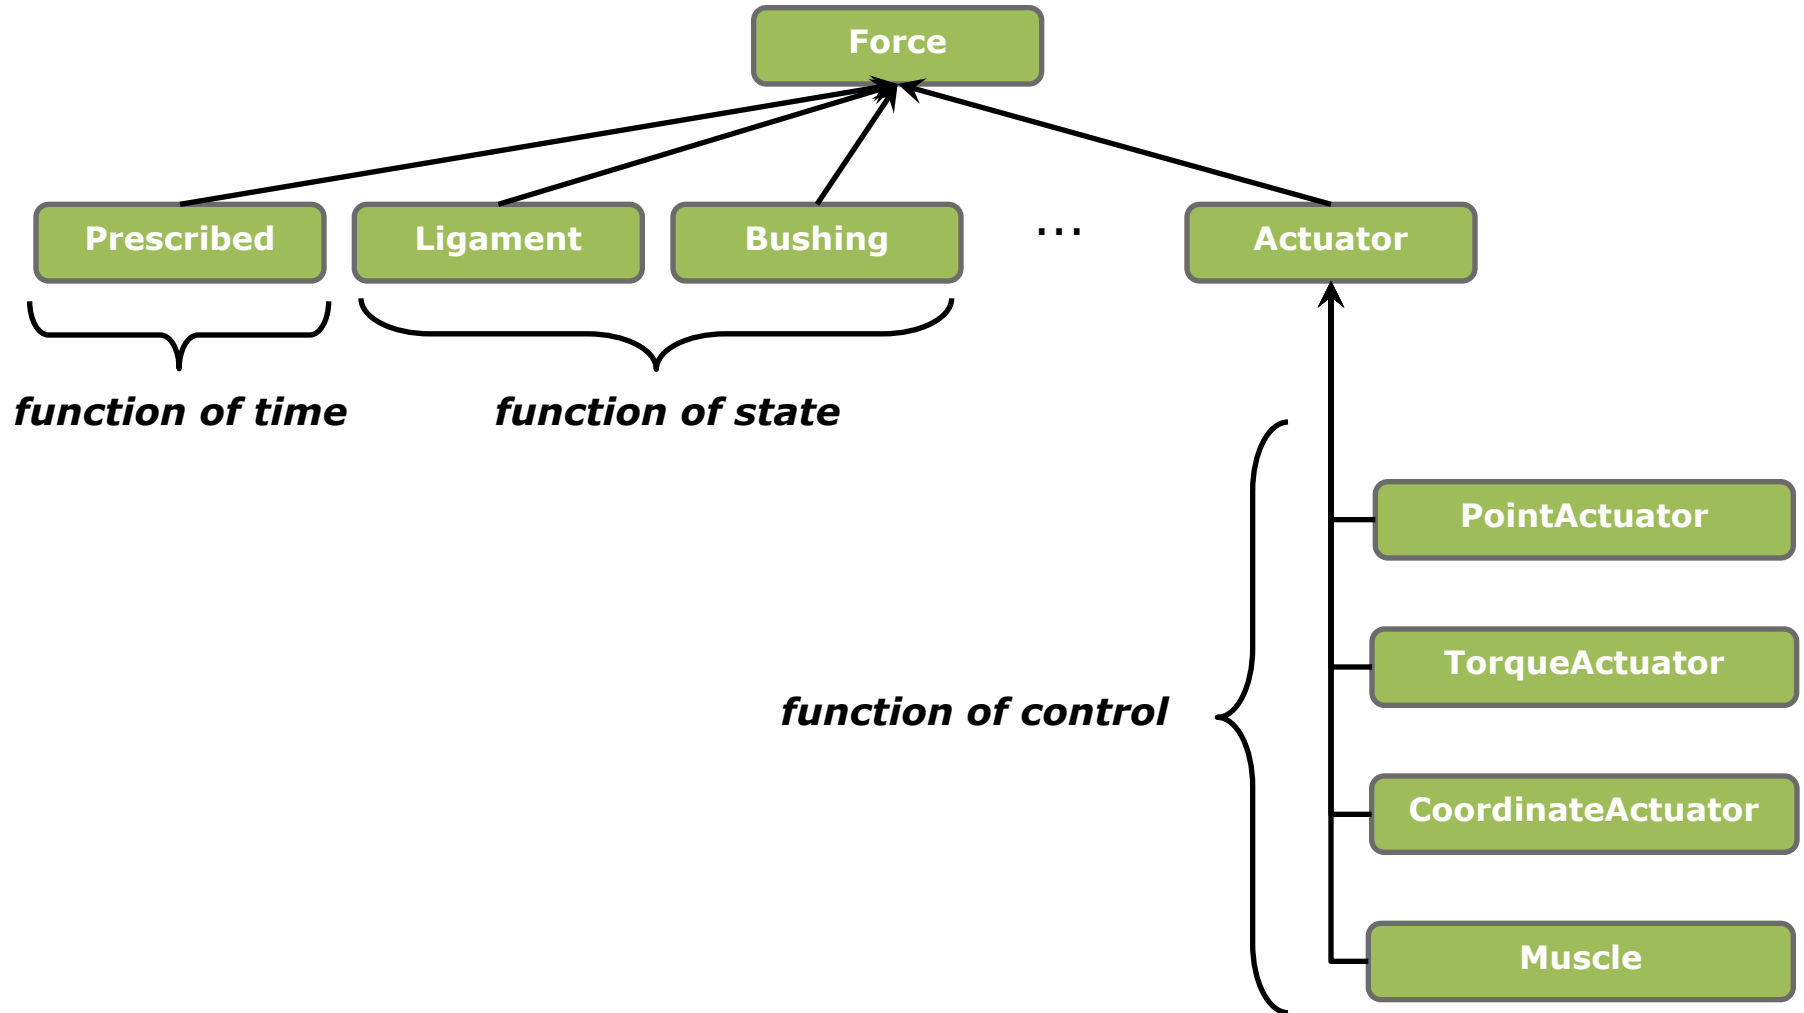 Force
Prescribed
Ligament
Bushing
...
Actuator
function of time
function of state
PointActuator
TorqueActuator
function of control
CoordinateActuator
Muscle